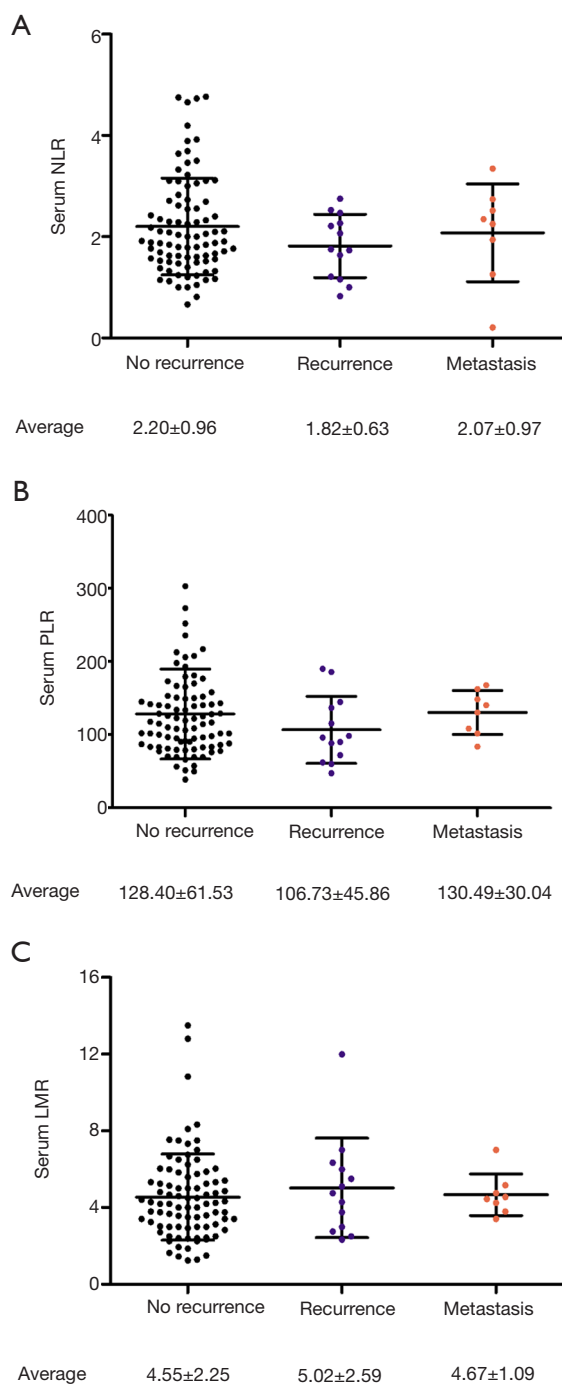 A
Serum NLR
6
4
2
0
No recurrence Recurrence Metastasis
Average 2.20±0.96 1.82±0.63 2.07±0.97
B
Serum PLR
400
300
200
100
0
No recurrence Recurrence Metastasis
Average 128.40±61.53 106.73±45.86 130.49±30.04
C
Serum LMR
16
12
8
4
0
No recurrence Recurrence Metastasis
Average 4.55±2.25 5.02±2.59 4.67±1.09